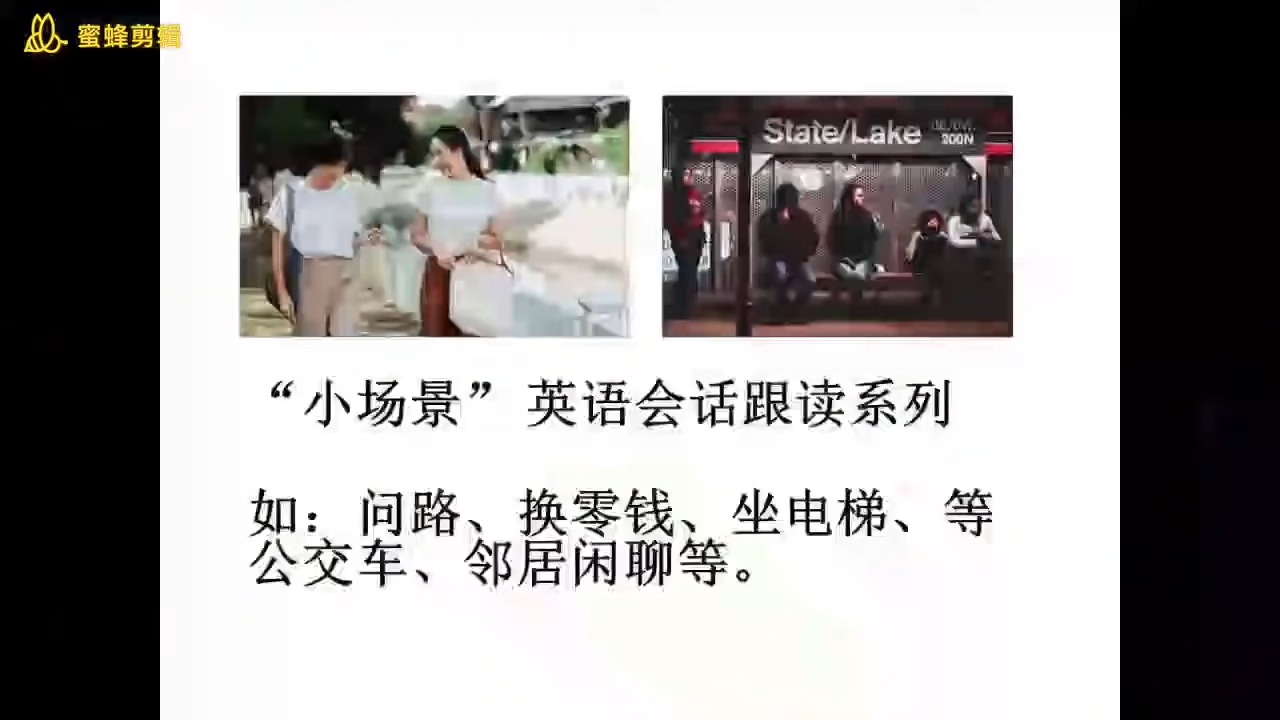 蜜蜂剪辑
State/Lake
200N
“小场景”英语会话跟读系列
如：问路、换零钱、坐电梯、等
公交车、邻居闲聊等。